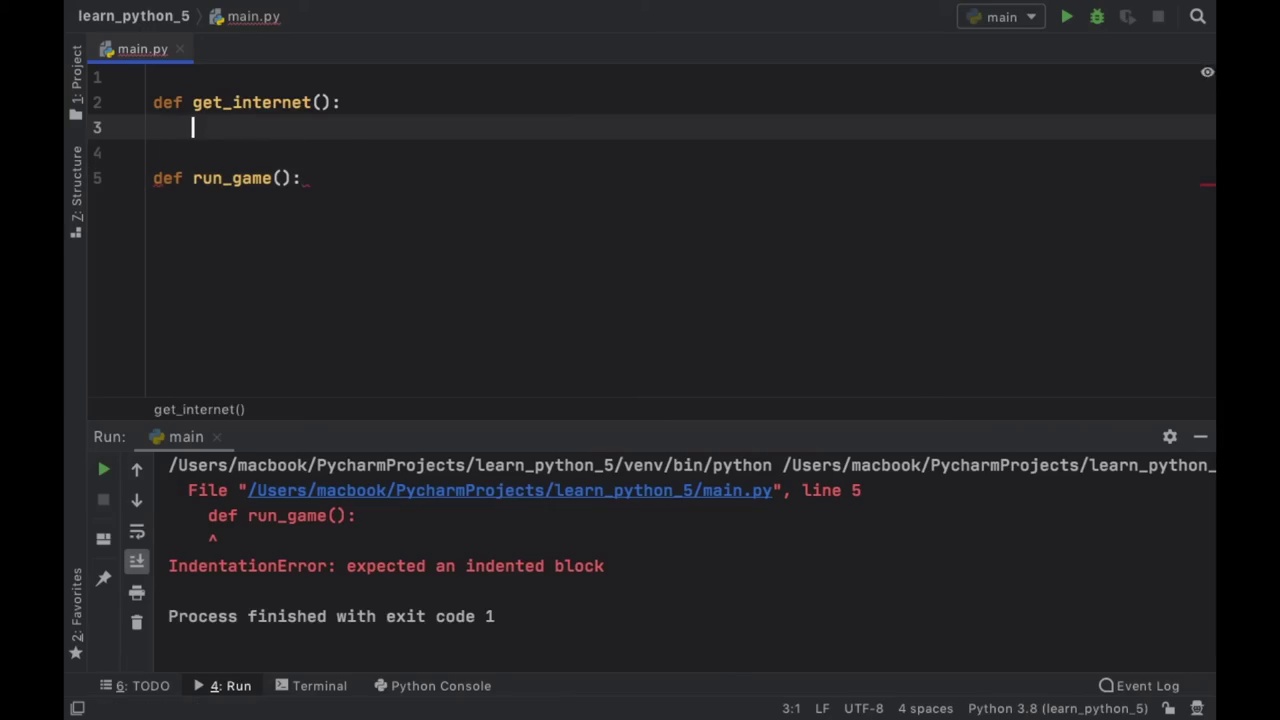 learn_python_5 main.py
main
main.py
1: Project
7: Structure
2: Favorites
1
2 def get_internet():
3
4
5 def run_game():
get_internet()
Run: main
/Users/macbook/PycharmProjects/learn_python_5/venv/bin/python /Users/macbook/PycharmProjects/learn_python_
File "/Users/macbook/PycharmProjects/learn_python_5/main.py", line 5
def run_game():
^
IndentationError: expected an indented block
Process finished with exit code 1
6: TODO 4: Run Terminal Python Console Event Log
3:1 LF UTF-8 4 spaces Python 3.8 (learn_python_5)